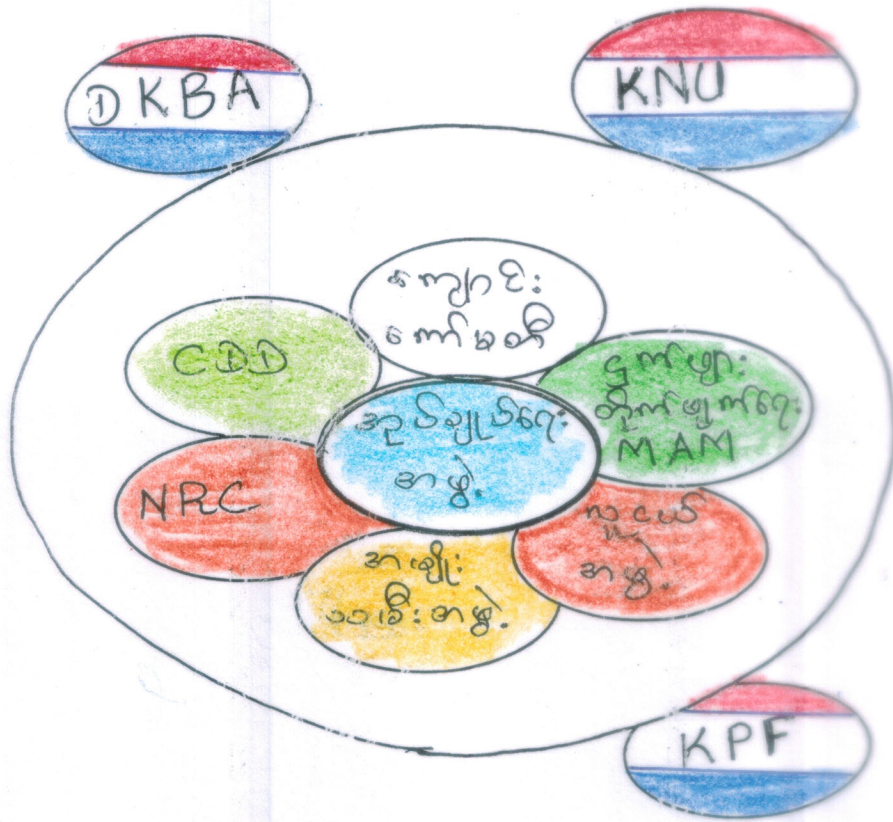 DKBA
KNU
ကျောင်း
ကော်မတီ
CDD
ငှက်ဖျား
တိုက်ဖျက်ရေး
MAM
အုပ်ချုပ်ရေး
အဖွဲ့
NRC
လူငယ်
အဖွဲ့
အမျိုး
သမီးအဖွဲ့
KPF